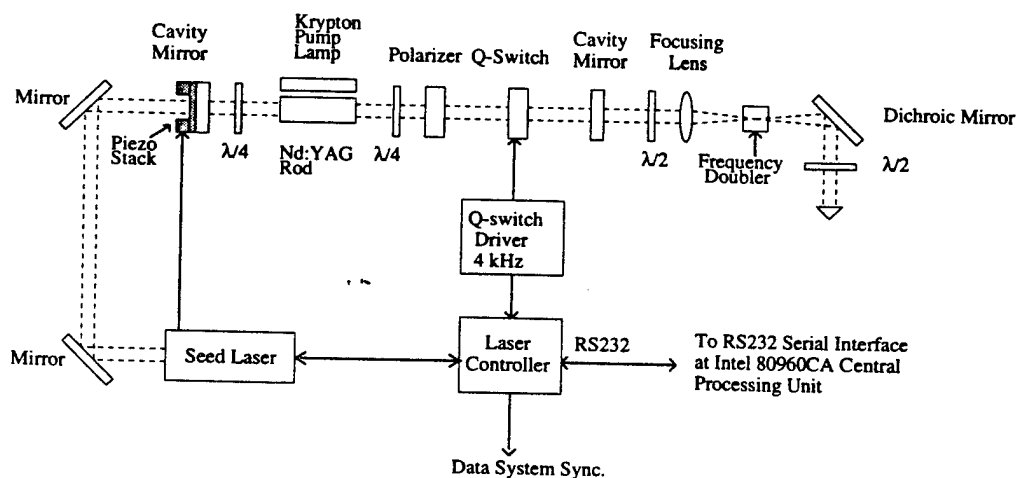 Krypton
Pump
Lamp
Cavity
Mirror
Polarizer
Q-Switch
Cavity
Mirror
Focusing
Lens
Mirror
Dichroic Mirror
Piezo
Stack
λ/4
Nd:YAG
Rod
λ/4
λ/2
Frequency
Doubler
λ/2
Q-switch
Driver
4 kHz
Mirror
Seed Laser
Laser
Controller
RS232
To RS232 Serial Interface
at Intel 80960CA Central
Processing Unit
Data System Sync.